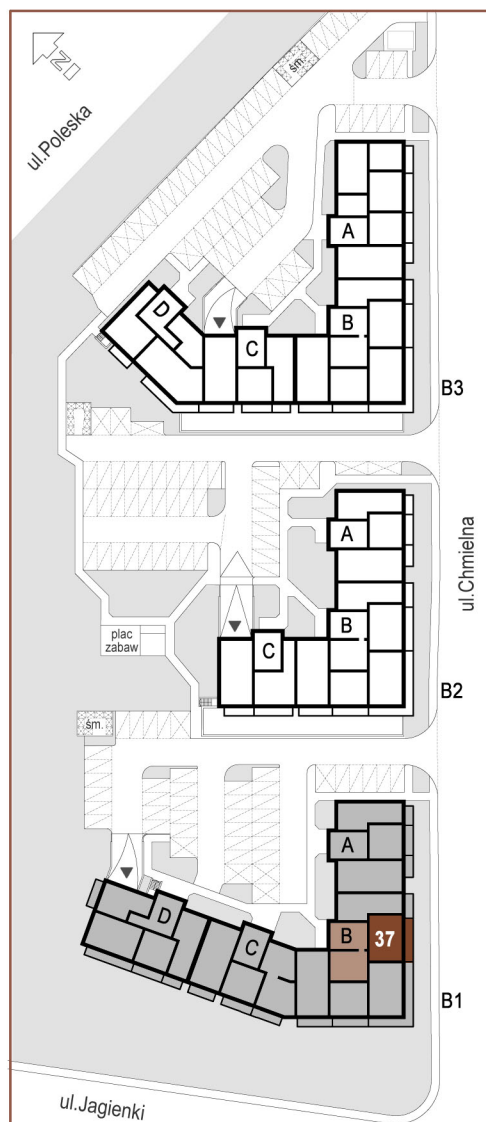 N
śm.
ul.Poleska
A
D
B
C
B3
A
ul.Chmielna
B
plac
zabaw
C
B2
śm.
A
D
B
37
C
B1
ul.Jagienki